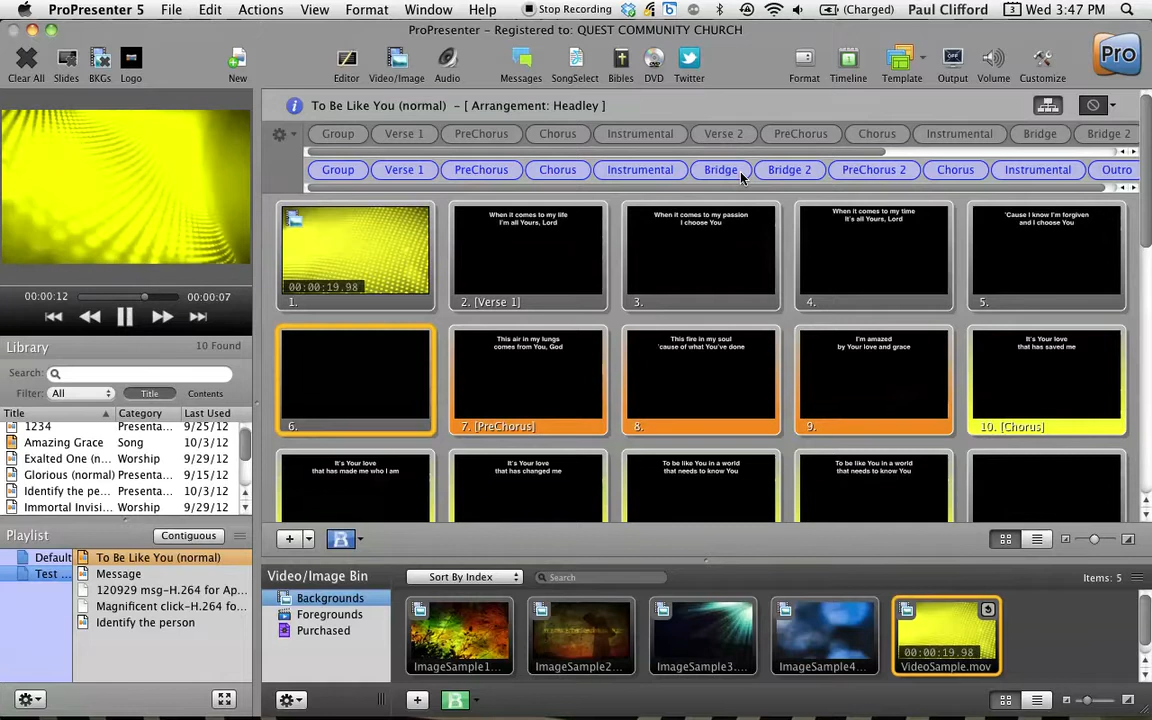 ProPresenter 5 File Edit Actions View Format Window Help Stop Recording (Charged) Paul Clifford 3 Wed 3:47 PM
ProPresenter - Registered to: QUEST COMMUNITY CHURCH
Clear All Slides BKGs Logo New Editor Video/Image Audio Messages SongSelect Bibles DVD Twitter Format Timeline Template Output Volume Customize Pro
To Be Like You (normal) - [ Arrangement: Headley ]
Group Verse 1 PreChorus Chorus Instrumental Verse 2 PreChorus Chorus Instrumental Bridge Bridge 2
Group Verse 1 PreChorus Chorus Instrumental Bridge Bridge 2 PreChorus 2 Chorus Instrumental Outro
00:00:19.98
1.
When it comes to my life
I'm all Yours, Lord
2. [Verse 1]
When it comes to my passion
I choose You
3.
When it comes to my time
It's all Yours, Lord
4.
'Cause I know I'm forgiven
and I choose You
5.
6.
This air in my lungs
comes from You, God
7. [PreChorus]
This fire in my soul
'cause of what You've done
8.
I'm amazed
by Your love and grace
9.
It's Your love
that has saved me
10. [Chorus]
It's Your love
that has made me who I am
It's Your love
that has changed me
To be like You in a world
that needs to know You
To be like You in a world
that needs to know You
00:00:12 00:00:07
Library 10 Found
Search:
Filter: All Title Contents
Title Category Last Used
1234 Presenta... 9/25/12
Amazing Grace Song 10/3/12
Exalted One (n... Worship 9/29/12
Glorious (normal) Presenta... 9/15/12
Identify the pe... Presenta... 10/3/12
Immortal Invisi... Worship 9/29/12
Playlist Contiguous
Default To Be Like You (normal)
Test ... Message
120929 msg-H.264 for Ap...
Magnificent click-H.264 fo...
Identify the person
B
Video/Image Bin Sort By Index Search Items: 5
Backgrounds
Foregrounds
Purchased
ImageSample1... ImageSample2... ImageSample3.... ImageSample4... 00:00:19.98 VideoSample.mov
B